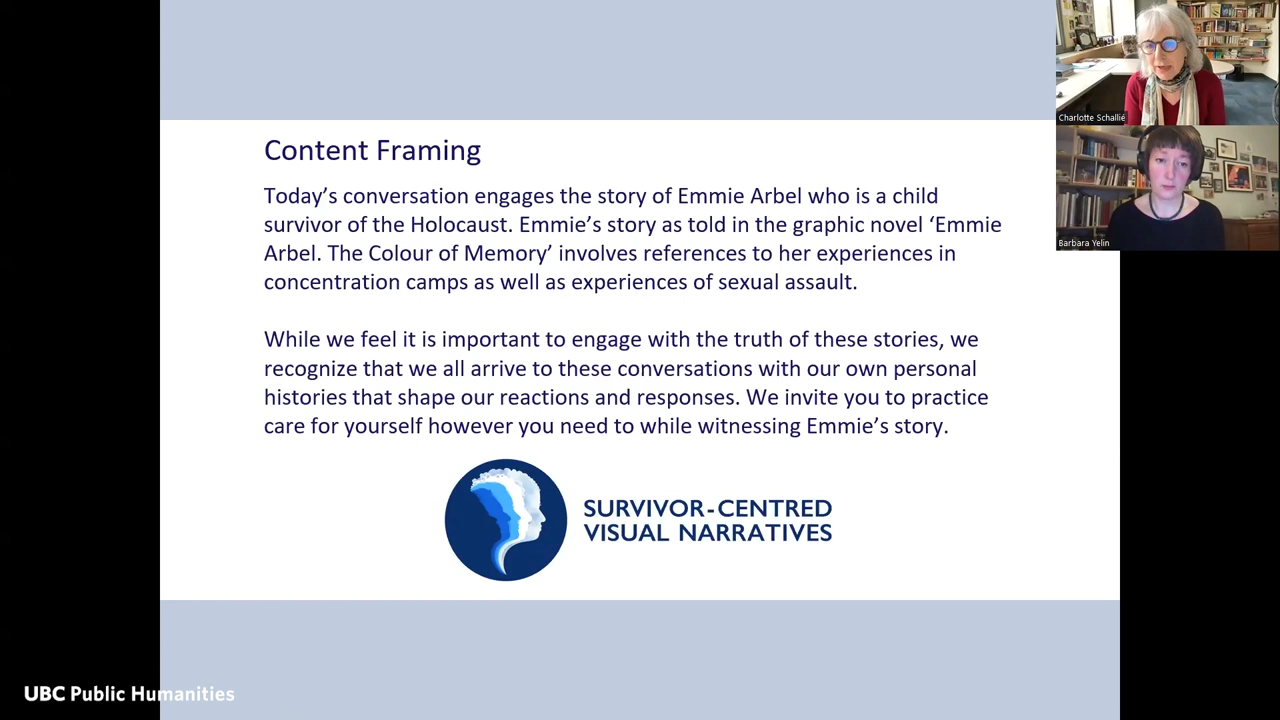 Content Framing
Today’s conversation engages the story of Emmie Arbel who is a child
survivor of the Holocaust. Emmie’s story as told in the graphic novel ‘Emmie
Arbel. The Colour of Memory’ involves references to her experiences in
concentration camps as well as experiences of sexual assault.
While we feel it is important to engage with the truth of these stories, we
recognize that we all arrive to these conversations with our own personal
histories that shape our reactions and responses. We invite you to practice
care for yourself however you need to while witnessing Emmie’s story.
SURVIVOR-CENTRED
VISUAL NARRATIVES
Charlotte Schallié
Barbara Yelin
UBC Public Humanities